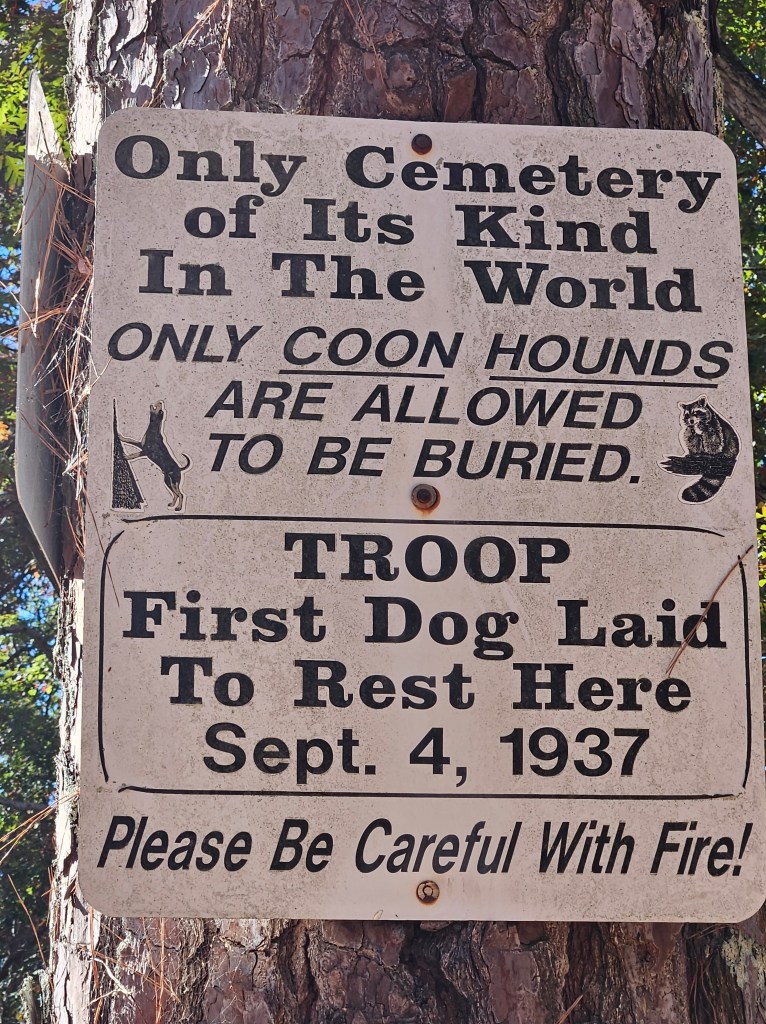 Only Cemetery
of Its Kind
In The World
ONLY COON HOUNDS
ARE ALLOWED
TO BE BURIED.
TROOP
First Dog Laid
To Rest Here
Sept. 4, 1937
Please Be Careful With Fire!